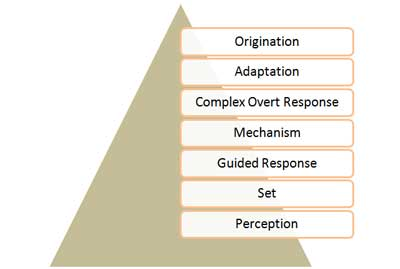 Origination
Adaptation
Complex Overt Response
Mechanism
Guided Response
Set
Perception